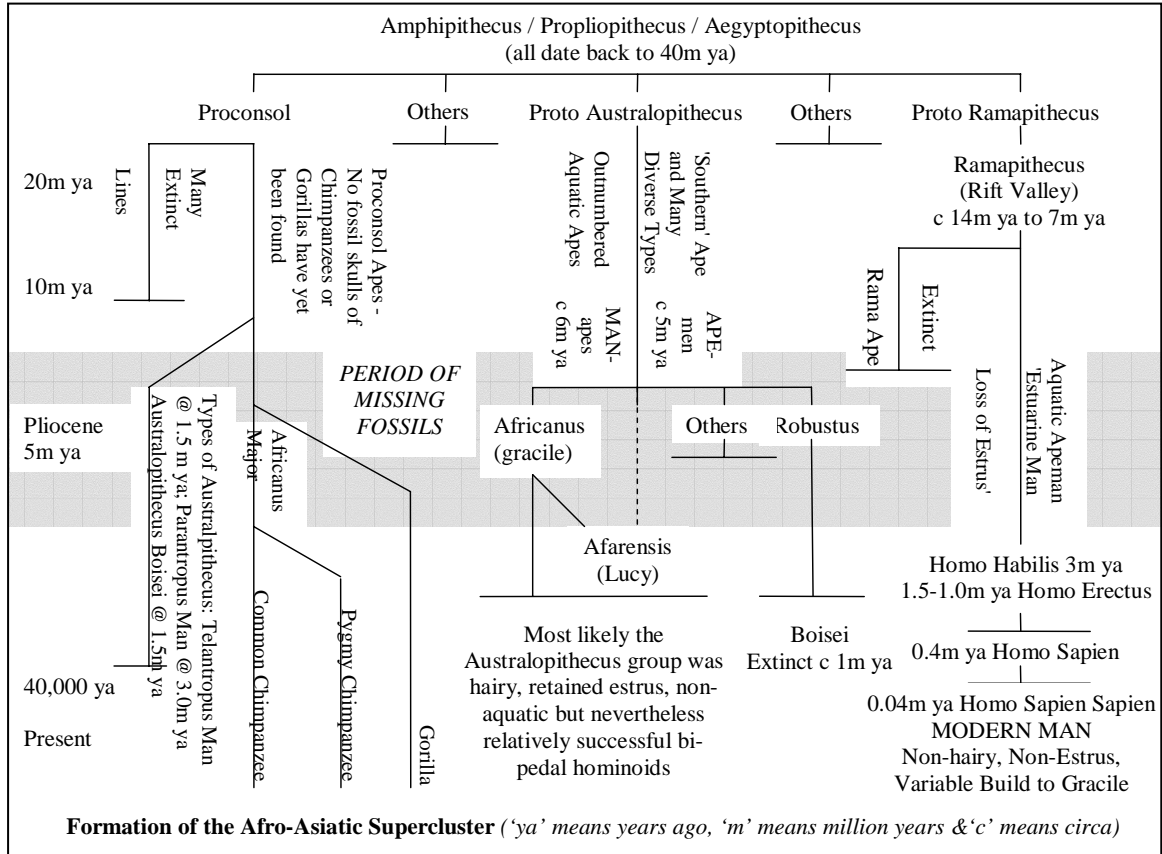 Amphipithecus / Propliopithecus / Aegyptopithecus
(all date back to 40m ya)
Proconsol
Others
Proto Australopithecus
Others
Proto Ramapithecus
20m ya
10m ya
Pliocene
5m ya
40,000 ya
Present
Many
Extinct
Lines
Proconsol Apes -
No fossil skulls of
Chimpanzees or
Gorillas have yet
been found
'Southern' Ape
and Many
Diverse Types
Outnumbered
Aquatic Apes
APE-
men
c 5m ya
MAN-
apes
c 6m ya
Ramapithecus
(Rift Valley)
c 14m ya to 7m ya
Extinct
Rama Ape
PERIOD OF
MISSING
FOSSILS
Africanus
Major
Types of Australpithecus: Telantropus Man
@ 1.5 m ya; Parantropus Man @ 3.0m ya
Australopithecus Boisei @ 1.5m ya
Africanus
(gracile)
Others
Robustus
Aquatic Apeman
'Estuarine Man
Loss of Estrus'
Afarensis
(Lucy)
Common Chimpanzee
Pygmy Chimpanzee
Gorilla
Most likely the
Australopithecus group was
hairy, retained estrus, non-
aquatic but nevertheless
relatively successful bi-
pedal hominoids
Boisei
Extinct c 1m ya
Homo Habilis 3m ya
1.5-1.0m ya Homo Erectus
0.4m ya Homo Sapien
0.04m ya Homo Sapien Sapien
MODERN MAN
Non-hairy, Non-Estrus,
Variable Build to Gracile
Formation of the Afro-Asiatic Supercluster (‘ya’ means years ago, ‘m’ means million years &‘c’ means circa)